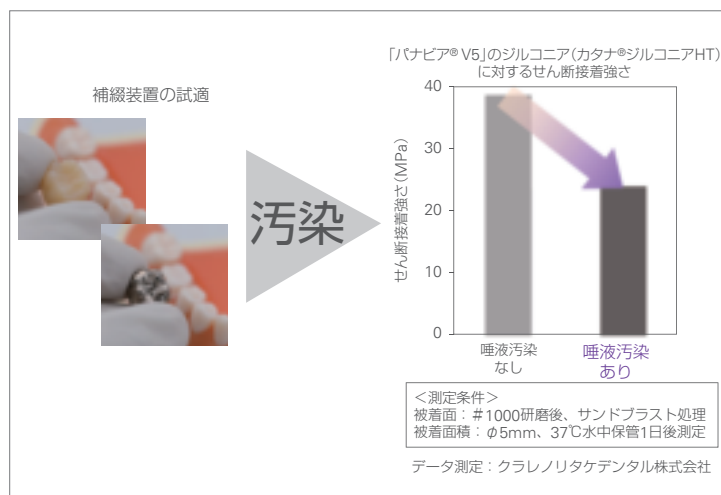 補綴装置の試適
汚染
「パナビア® V5」のジルコニア（カタナ®ジルコニアHT）
に対するせん断接着強さ
せん断接着強さ（MPa）
40
30
20
10
0
唾液汚染
なし
唾液汚染
あり
＜測定条件＞
被着面：＃1000研磨後、サンドブラスト処理
被着面積：φ5mm、37℃水中保管1日後測定
データ測定：クラレノリタケデンタル株式会社